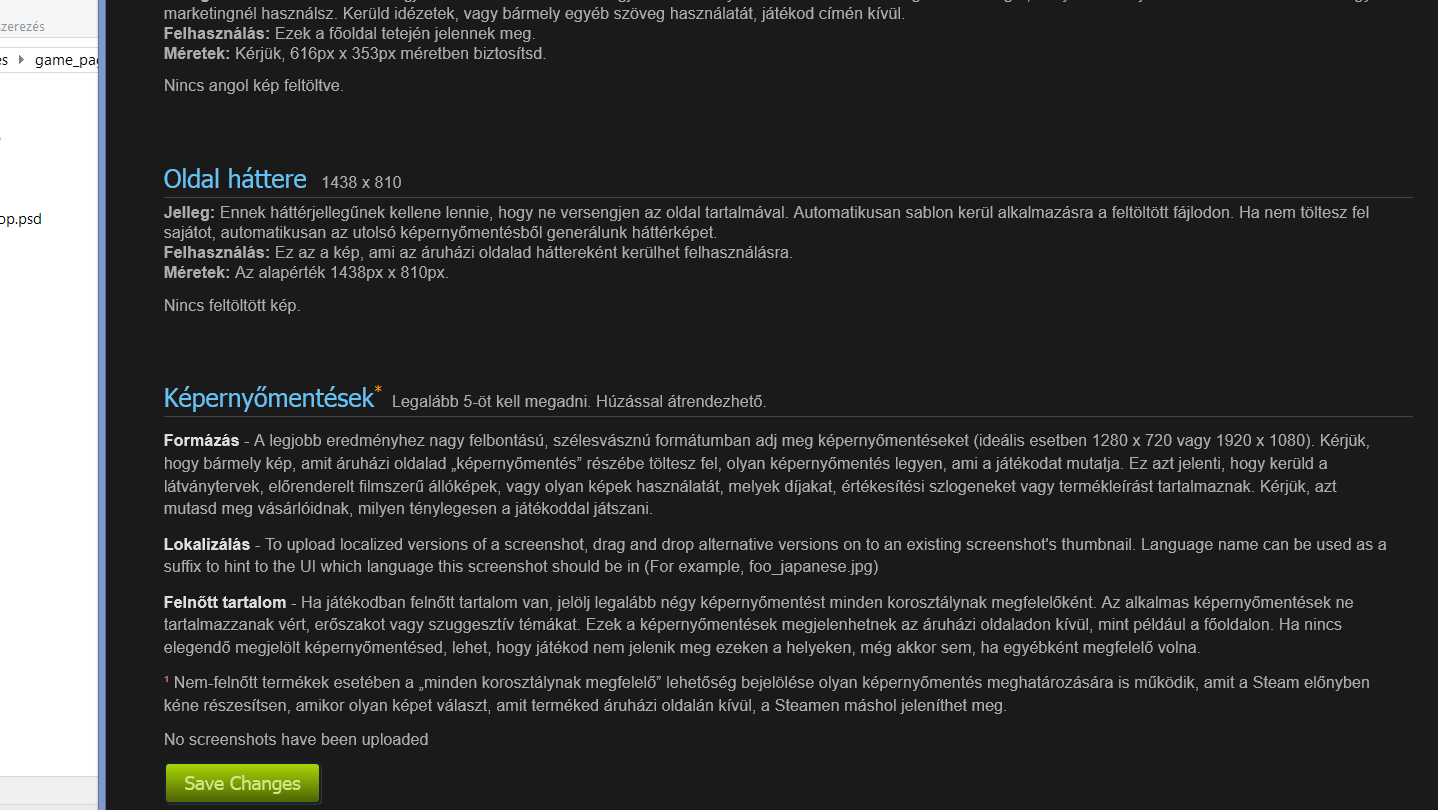 szerezés
marketingnél használsz. Kerüld idézetek, vagy bármely egyéb szöveg használatát, játékod címén kívül.
Felhasználás: Ezek a főoldal tetején jelennek meg.
Méretek: Kérjük, 616px x 353px méretben biztosítsd.
es game_pag
Nincs angol kép feltöltve.
Oldal háttere 1438 x 810
Jelleg: Ennek háttérjellegűnek kellene lennie, hogy ne versengjen az oldal tartalmával. Automatikusan sablon kerül alkalmazásra a feltöltött fájlodon. Ha nem töltesz fel
sajátot, automatikusan az utolsó képernyőmentésből generálunk háttérképet.
op.psd
Felhasználás: Ez az a kép, ami az áruházi oldalad háttereként kerülhet felhasználásra.
Méretek: Az alapérték 1438px x 810px.
Nincs feltöltött kép.
Képernyőmentések* Legalább 5-öt kell megadni. Húzással átrendezhető.
Formázás - A legjobb eredményhez nagy felbontású, szélesvásznú formátumban adj meg képernyőmentéseket (ideális esetben 1280 x 720 vagy 1920 x 1080). Kérjük,
hogy bármely kép, amit áruházi oldalad „képernyőmentés” részébe töltesz fel, olyan képernyőmentés legyen, ami a játékodat mutatja. Ez azt jelenti, hogy kerüld a
látványtervek, előrenderelt filmszerű állóképek, vagy olyan képek használatát, melyek díjakat, értékesítési szlogeneket vagy termékleírást tartalmaznak. Kérjük, azt
mutasd meg vásárlóidnak, milyen ténylegesen a játékoddal játszani.
Lokalizálás - To upload localized versions of a screenshot, drag and drop alternative versions on to an existing screenshot's thumbnail. Language name can be used as a
suffix to hint to the UI which language this screenshot should be in (For example, foo_japanese.jpg)
Felnőtt tartalom - Ha játékodban felnőtt tartalom van, jelölj legalább négy képernyőmentést minden korosztálynak megfelelőként. Az alkalmas képernyőmentések ne
tartalmazzanak vért, erőszakot vagy szuggesztív témákat. Ezek a képernyőmentések megjelenhetnek az áruházi oldaladon kívül, mint például a főoldalon. Ha nincs
elegendő megjelölt képernyőmentésed, lehet, hogy játékod nem jelenik meg ezeken a helyeken, még akkor sem, ha egyébként megfelelő volna.
¹ Nem-felnőtt termékek esetében a „minden korosztálynak megfelelő” lehetőség bejelölése olyan képernyőmentés meghatározására is működik, amit a Steam előnyben
kéne részesítsen, amikor olyan képet választ, amit terméked áruházi oldalán kívül, a Steamen máshol jeleníthet meg.
No screenshots have been uploaded
Save Changes